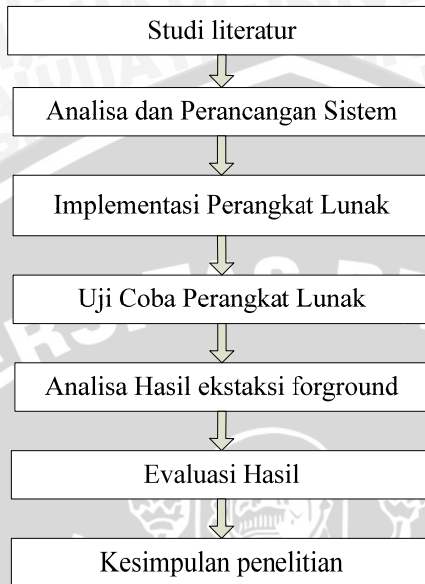 Studi literatur
Analisa dan Perancangan Sistem
Implementasi Perangkat Lunak
Uji Coba Perangkat Lunak
Analisa Hasil ekstaksi forground
Evaluasi Hasil
Kesimpulan penelitian